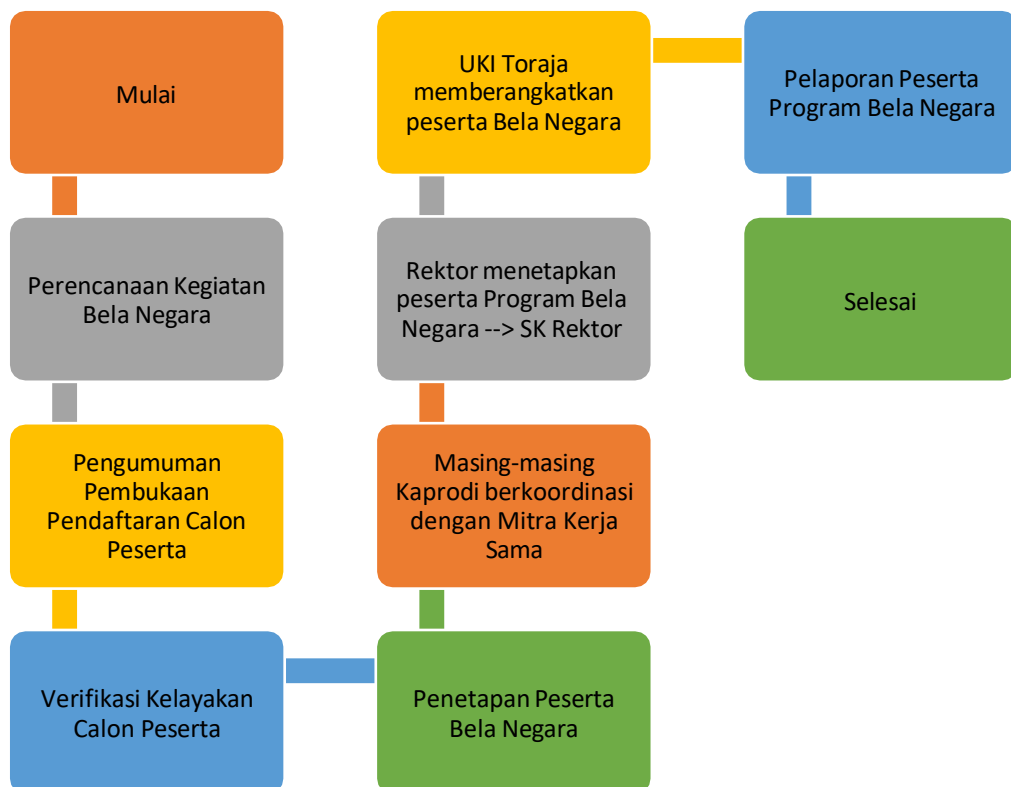 Mulai
Perencanaan Kegiatan
Bela Negara
Pengumuman
Pembukaan
Pendaftaran Calon
Peserta
Verifikasi Kelayakan
Calon Peserta
Penetapan Peserta
Bela Negara
Masing-masing
Kaprodi berkoordinasi
dengan Mitra Kerja
Sama
Rektor menetapkan
peserta Program Bela
Negara --> SK Rektor
UKI Toraja
memberangkatkan
peserta Bela Negara
Pelaporan Peserta
Program Bela Negara
Selesai